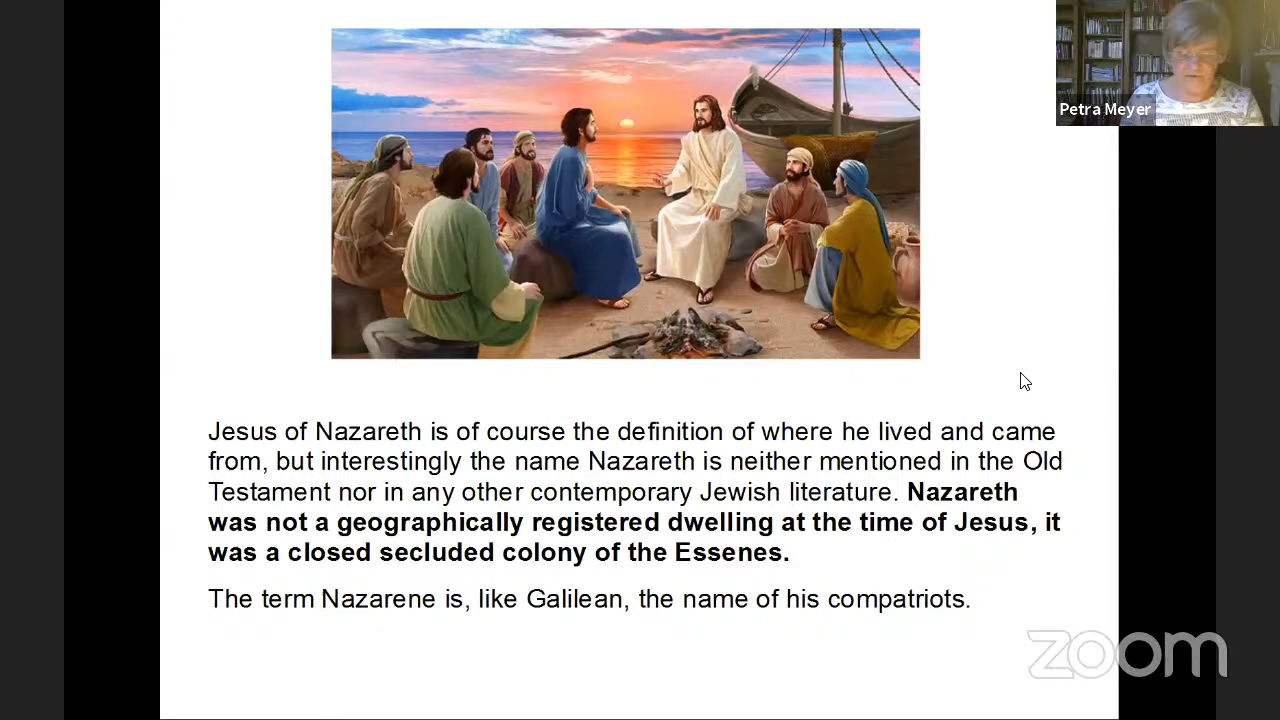 Petra Meyer
Jesus of Nazareth is of course the definition of where he lived and came
from, but interestingly the name Nazareth is neither mentioned in the Old
Testament nor in any other contemporary Jewish literature. Nazareth
was not a geographically registered dwelling at the time of Jesus, it
was a closed secluded colony of the Essenes.
The term Nazarene is, like Galilean, the name of his compatriots.
zoom